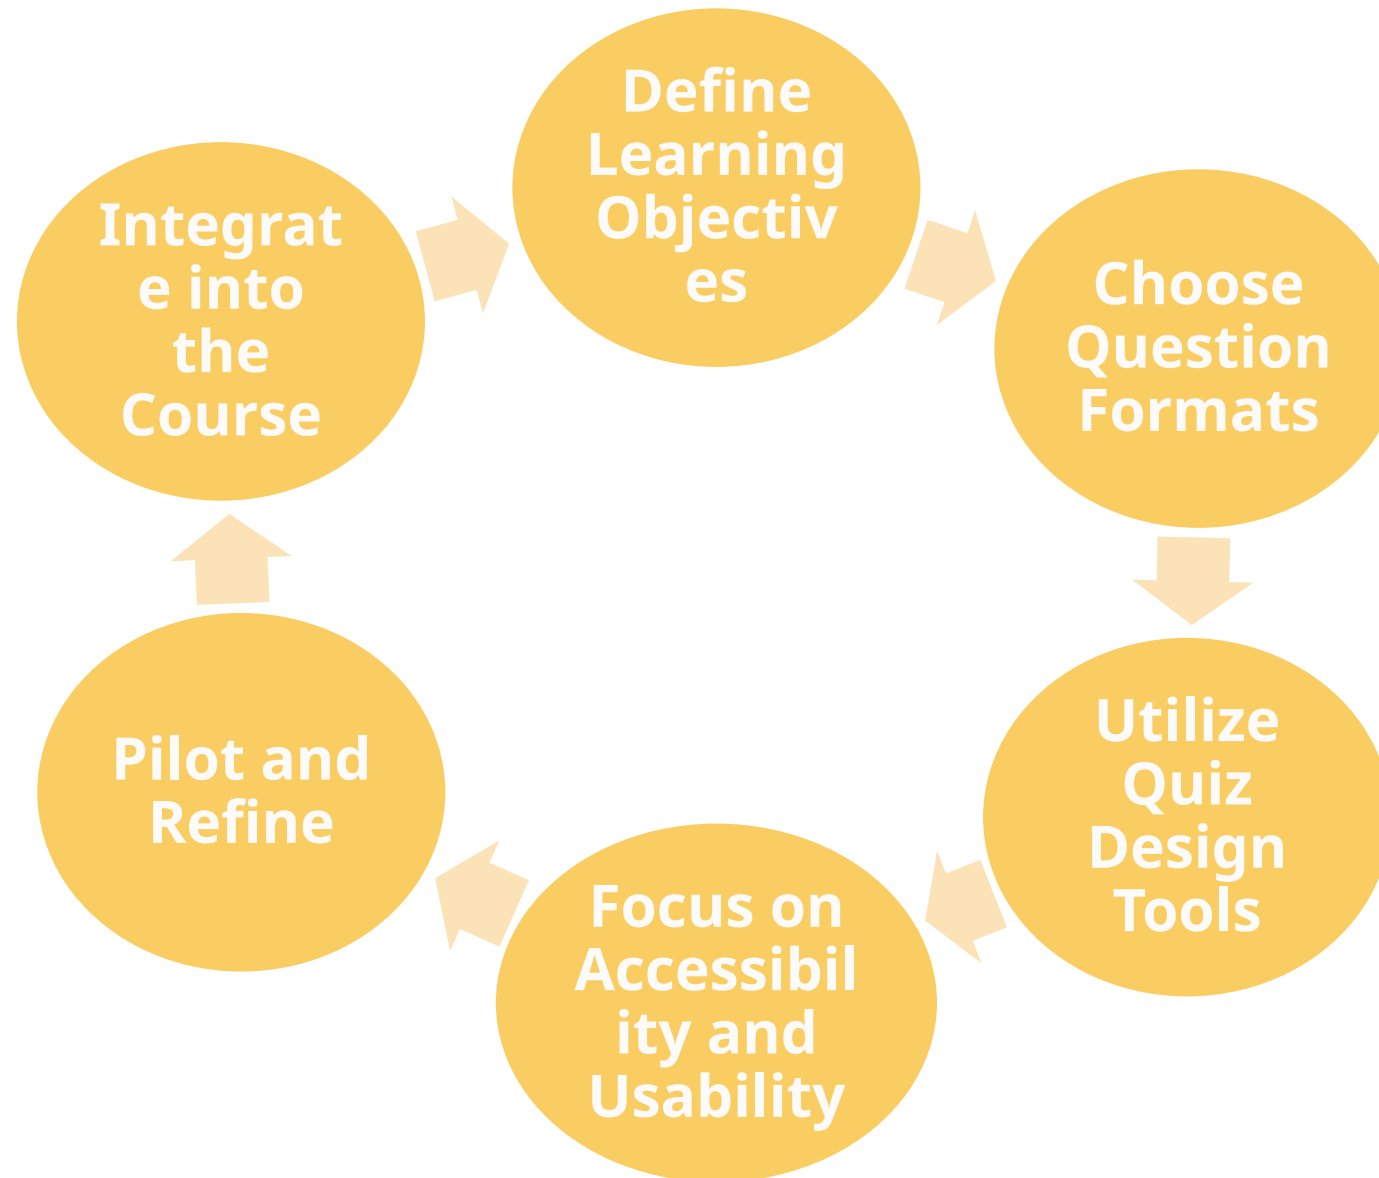 Define
Learning
Objectiv
es
Choose
Question
Formats
Utilize
Quiz
Design
Tools
Focus on
Accessibil
ity and
Usability
Pilot and
Refine
Integrat
e into
the
Course